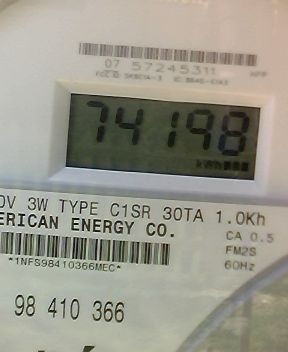 07 57245311
74198
kWh
0V 3W TYPE C1SR 30TA 1.0Kh
ERICAN ENERGY CO.
CA 0.5
FM2S
60Hz
*1NFS98410366MEC*
98 410 366